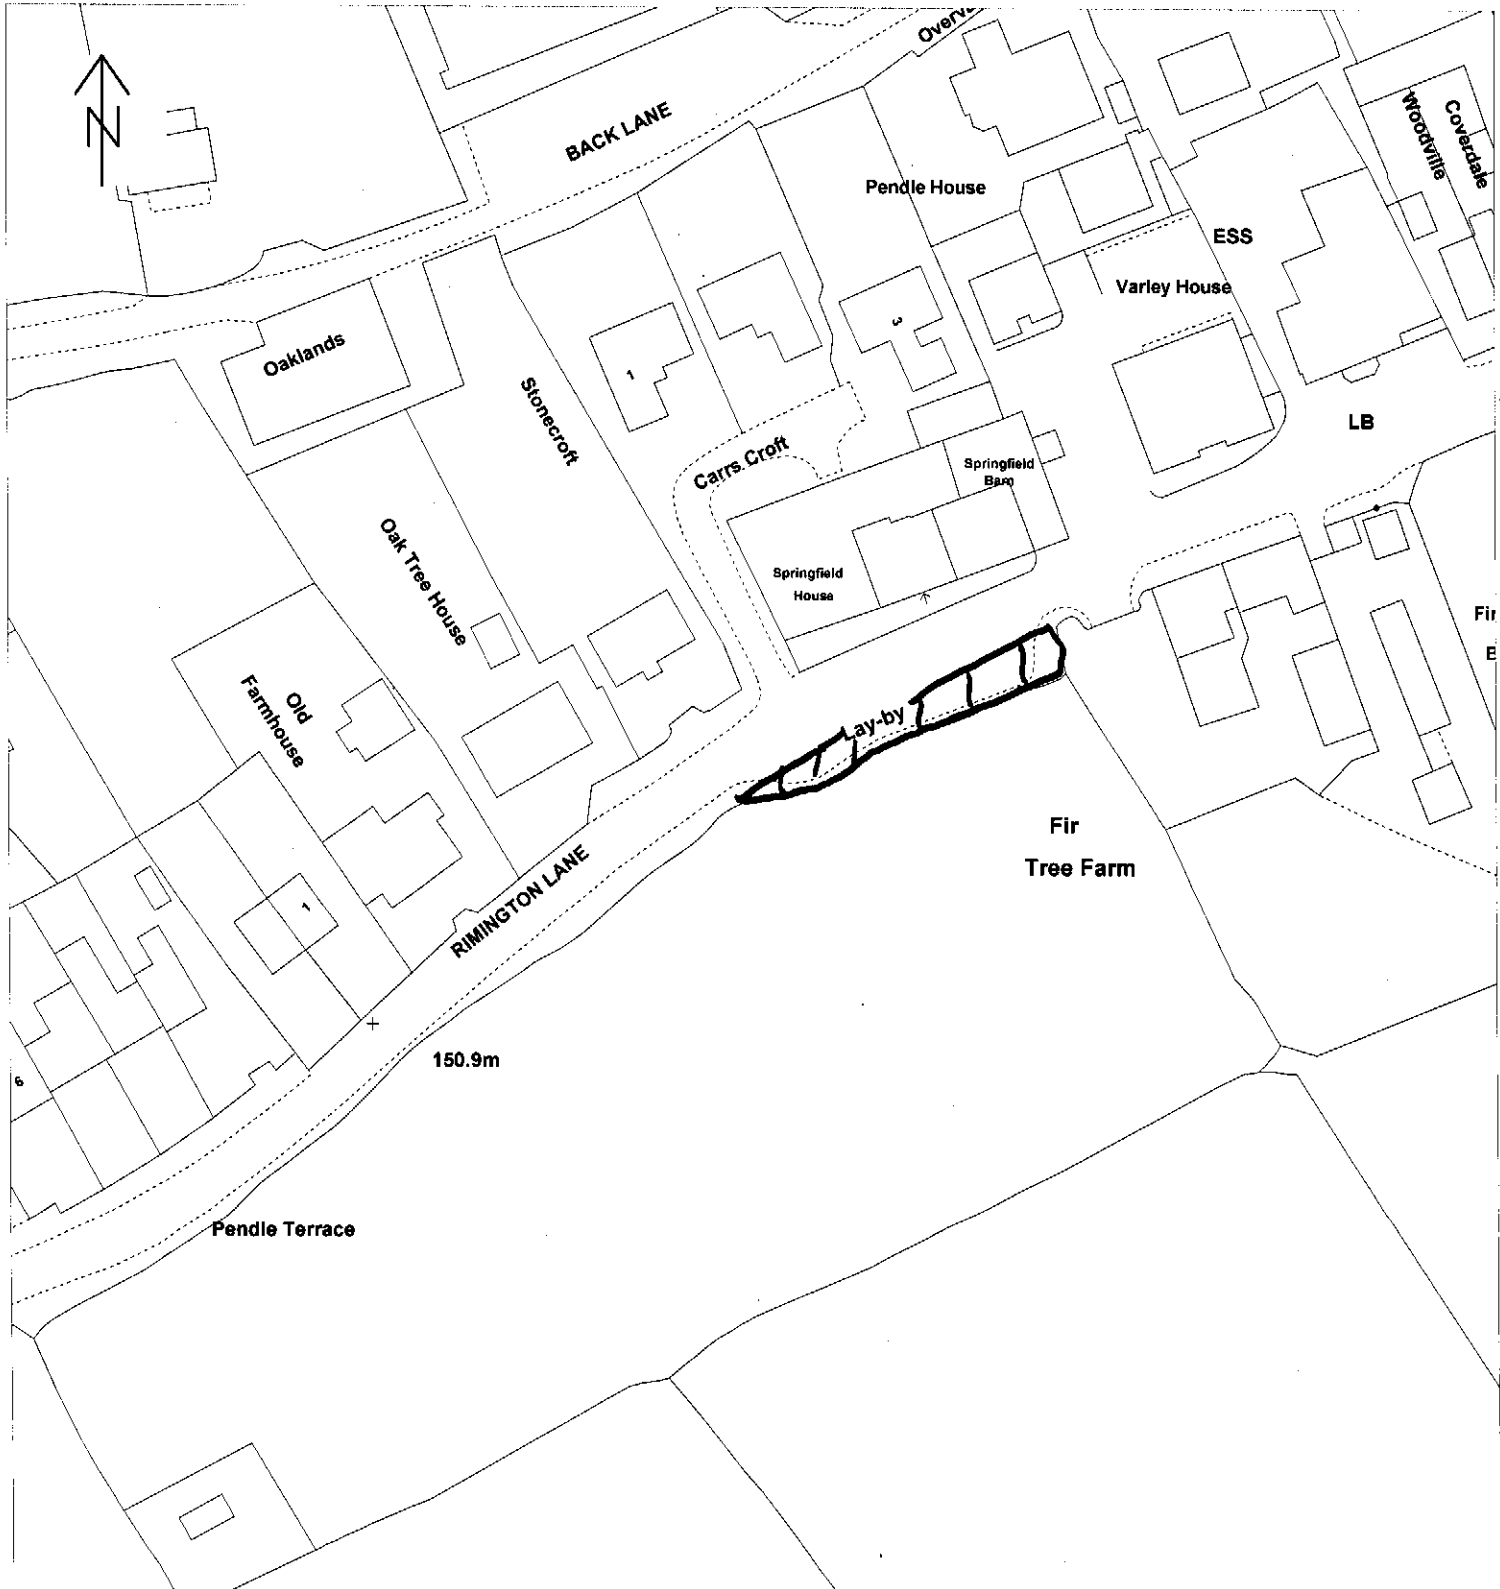 N
BACK LANE
Pendle House
Woodville
Coverdale
ESS
Varley House
Oaklands
3
1
Stonecroft
LB
Carrs Croft
Springfield
Barn
Oak Tree House
Springfield
House
Fir
Old
Farmhouse
Lay-by
Fir
Tree Farm
1
RIMINGTON LANE
150.9m
6
Pendle Terrace